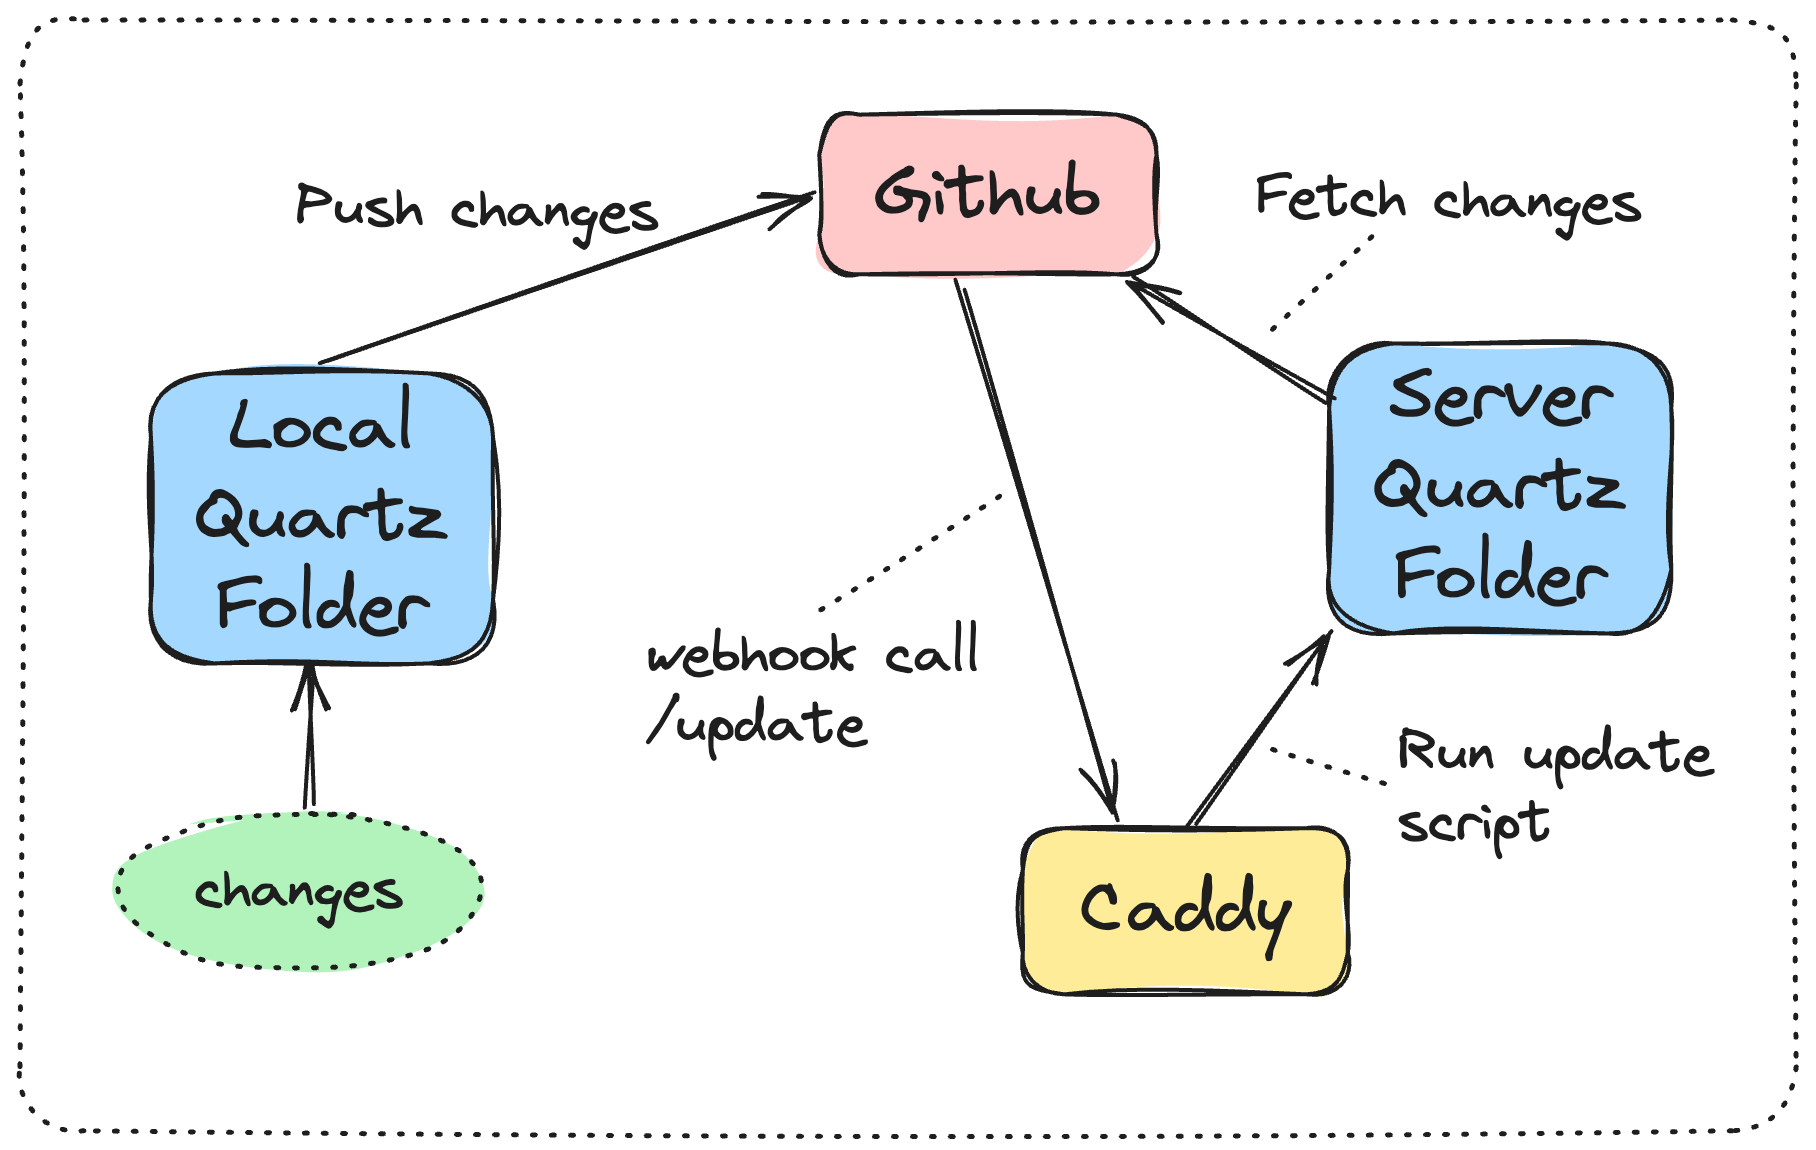 Github
Push changes
Fetch changes
Local
Quartz
Folder
Server
Quartz
Folder
webhook call
/update
Run update
script
changes
Caddy